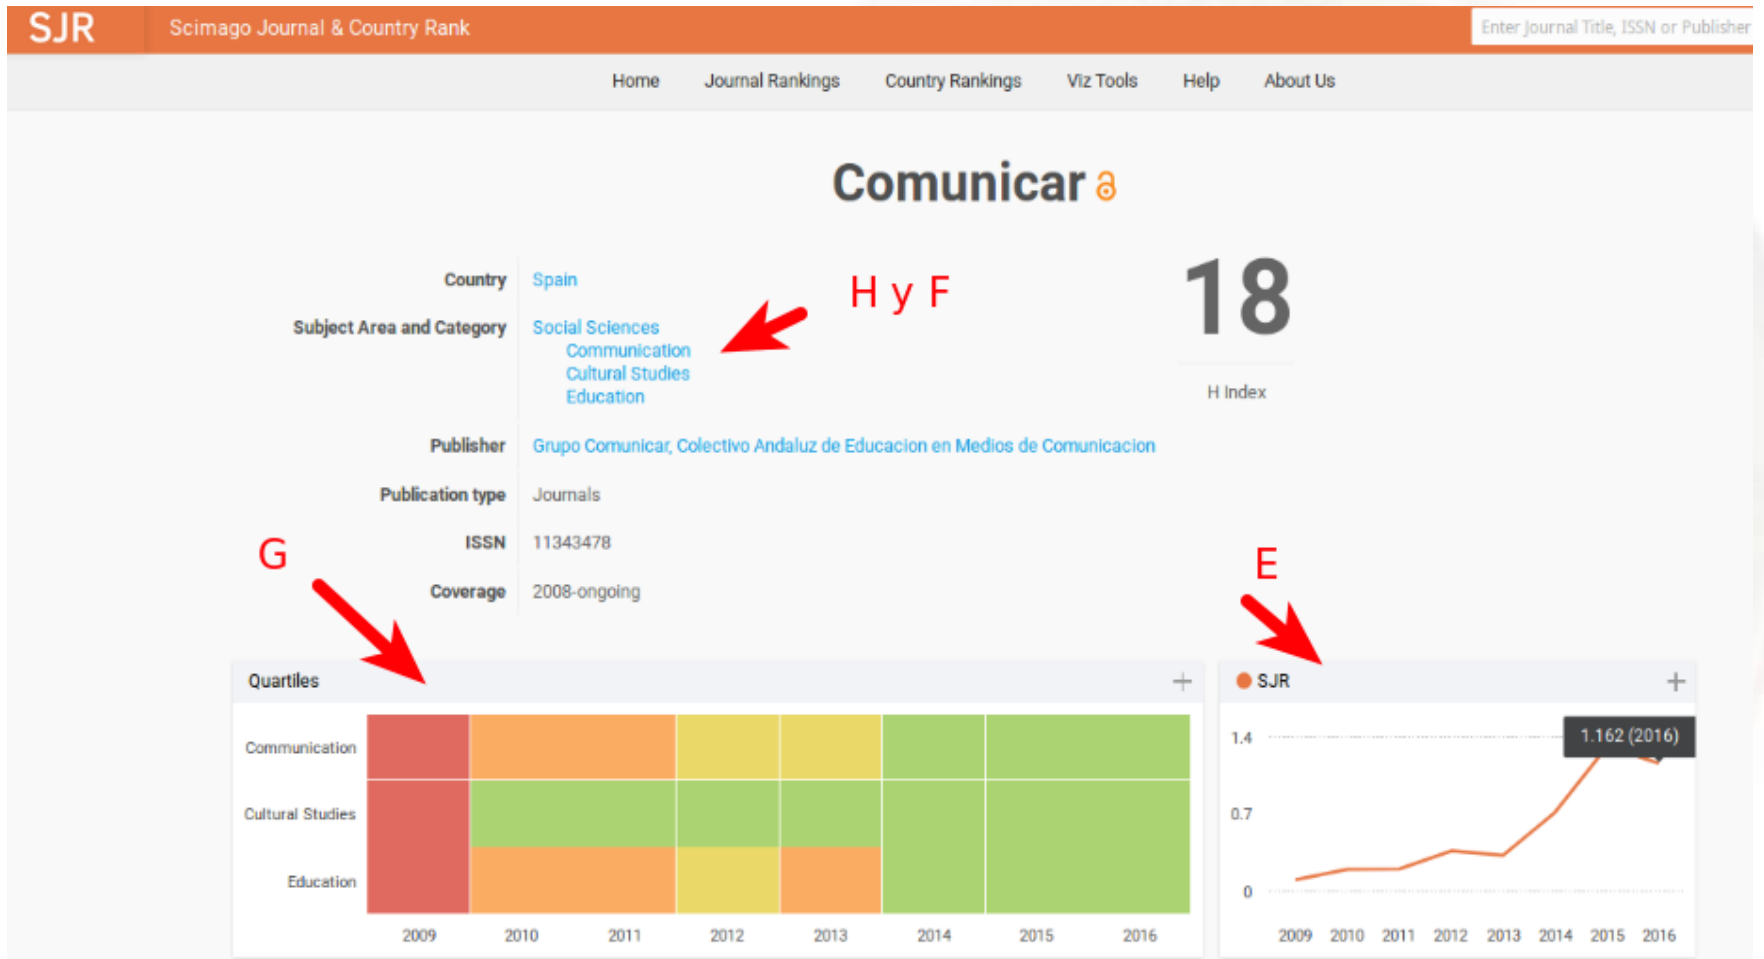 SJR Scimago Journal & Country Rank Enter Journal Title, ISSN or Publisher
Home Journal Rankings Country Rankings Viz Tools Help About Us
Comunicar
Country Spain
H y F
18
H Index
Subject Area and Category Social Sciences
Communication
Cultural Studies
Education
Publisher Grupo Comunicar, Colectivo Andaluz de Educacion en Medios de Comunicacion
Publication type Journals
ISSN 11343478
Coverage 2008-ongoing
G
E
Quartiles
Communication
Cultural Studies
Education
2009 2010 2011 2012 2013 2014 2015 2016
SJR
1.162 (2016)
1.4
0.7
0
2009 2010 2011 2012 2013 2014 2015 2016